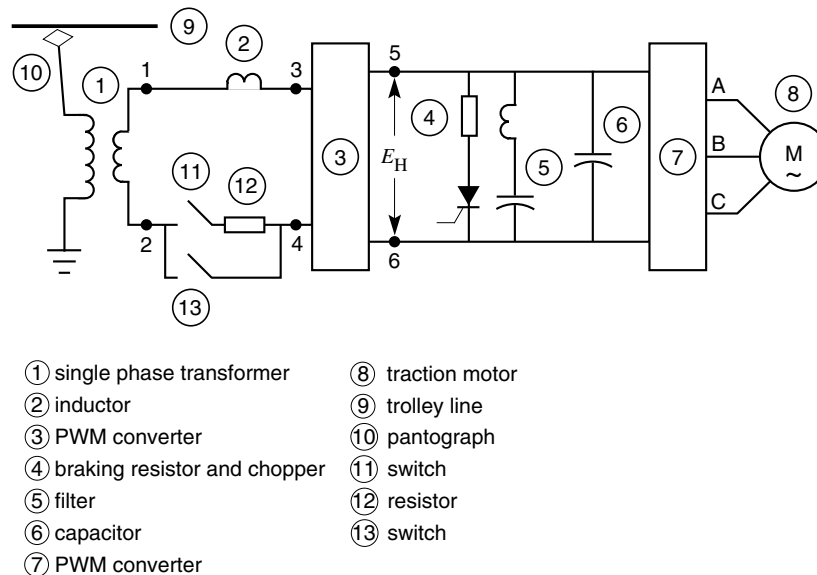 9
10
1
1
2
3
5
A
8
4
6
B
M
~
3
E_H
7
11
12
5
C
2
4
6
13
1 single phase transformer
2 inductor
3 PWM converter
4 braking resistor and chopper
5 filter
6 capacitor
7 PWM converter
8 traction motor
9 trolley line
10 pantograph
11 switch
12 resistor
13 switch